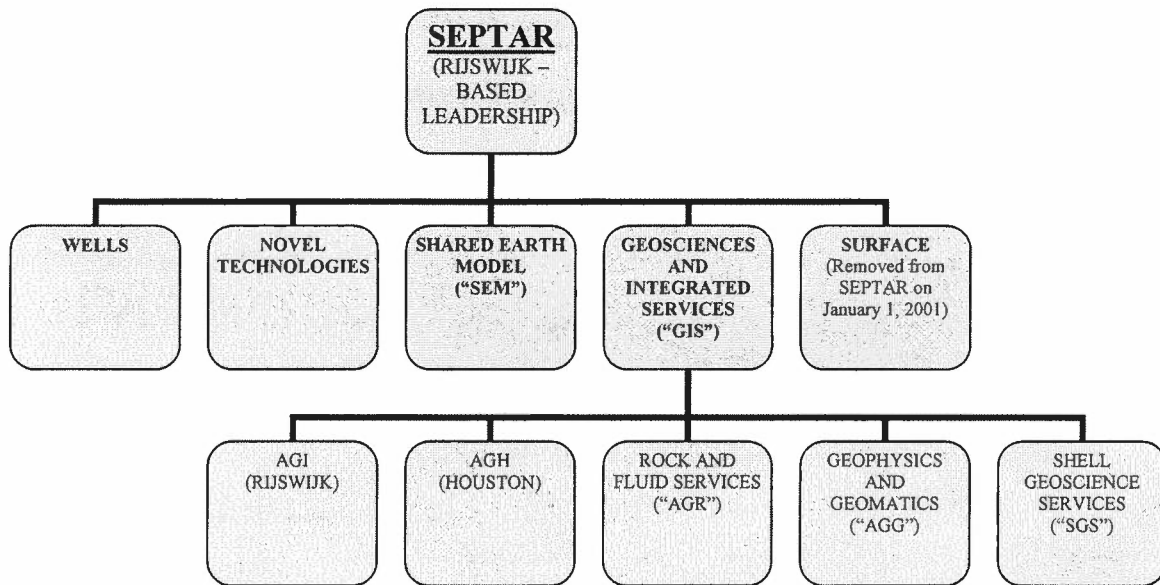 SEPTAR
(RIJSWIJK –
BASED
LEADERSHIP)
WELLS
NOVEL
TECHNOLOGIES
SHARED EARTH
MODEL
(“SEM”)
GEOSCIENCES
AND
INTEGRATED
SERVICES
(“GIS”)
SURFACE
(Removed from
SEPTAR on
January 1, 2001)
AGI
(RIJSWIJK)
AGH
(HOUSTON)
ROCK AND
FLUID SERVICES
(“AGR”)
GEOPHYSICS
AND
GEOMATICS
(“AGG”)
SHELL
GEOSCIENCE
SERVICES
(“SGS”)